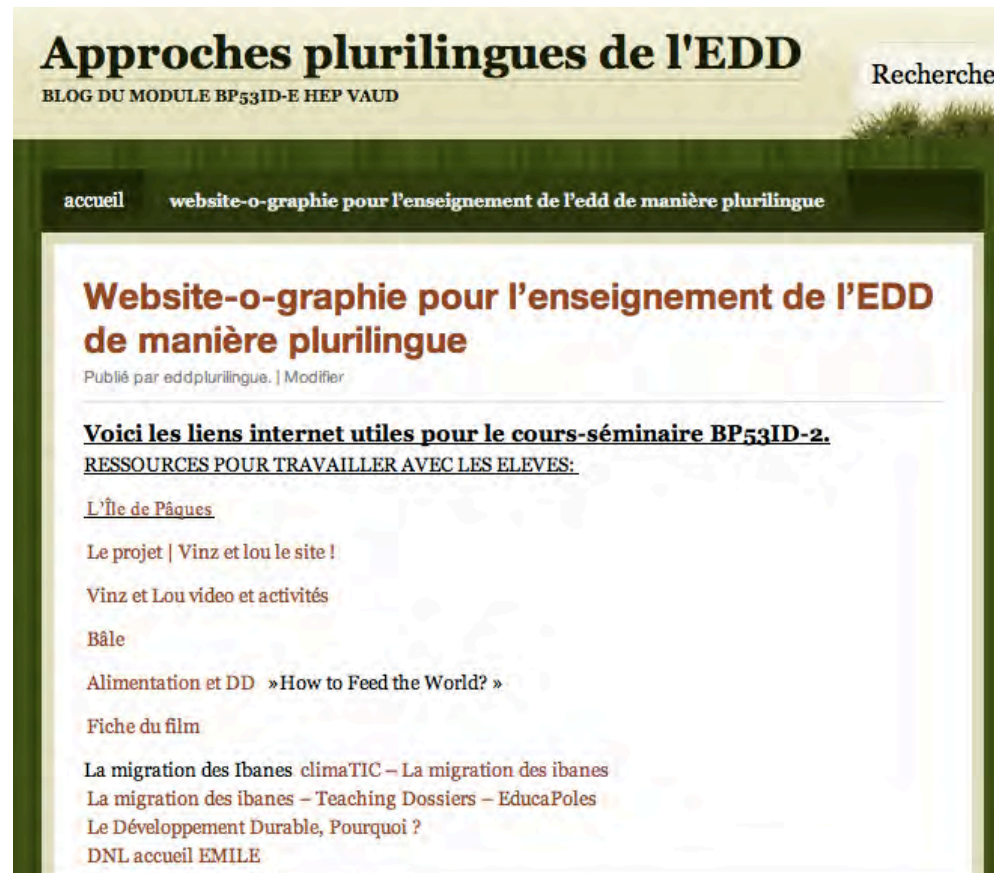 Approches plurilingues de l'EDD
BLOG DU MODULE BP53ID-E HEP VAUD
Recherche
accueil website-o-graphie pour l’enseignement de l’edd de manière plurilingue
Website-o-graphie pour l’enseignement de l’EDD
de manière plurilingue
Publié par eddplurilingue. | Modifier
Voici les liens internet utiles pour le cours-séminaire BP53ID-2.
RESSOURCES POUR TRAVAILLER AVEC LES ELEVES:
L’Île de Pâques
Le projet | Vinz et lou le site !
Vinz et Lou video et activités
Bâle
Alimentation et DD »How to Feed the World? »
Fiche du film
La migration des Ibanes climaTIC – La migration des ibanes
La migration des ibanes – Teaching Dossiers – EducaPoles
Le Développement Durable, Pourquoi ?
DNL accueil EMILE